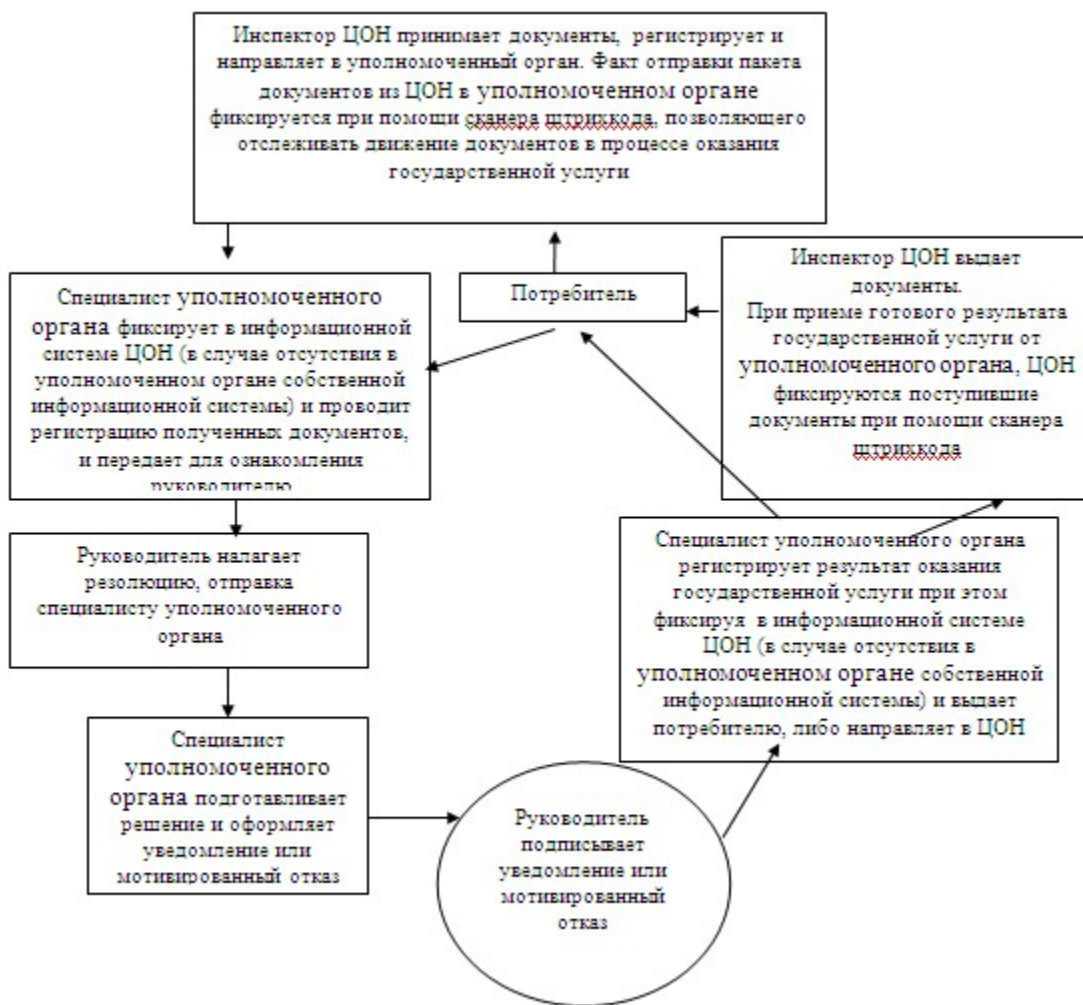 Инспектор ЦОН принимает документы, регистрирует и
направляет в уполномоченный орган. Факт отправки пакета
документов из ЦОН в уполномоченном органе
фиксируется при помощи сканера штрихкода, позволяющего
отслеживать движение документов в процессе оказания
государственной услуги
Потребитель
Инспектор ЦОН выдает
документы.
При приеме готового результата
государственной услуги от
уполномоченного органа, ЦОН
фиксируются поступившие
документы при помощи сканера
штрихкода
Специалист уполномоченного
органа фиксирует в информационной
системе ЦОН (в случае отсутствия в
уполномоченном органе собственной
информационной системы) и проводит
регистрацию полученных документов,
и передает для ознакомления
руководителю
Руководитель налагает
резолюцию, отправка
специалисту уполномоченного
органа
Специалист уполномоченного органа
регистрирует результат оказания
государственной услуги при этом
фиксируя в информационной системе
ЦОН (в случае отсутствия в
уполномоченном органе собственной
информационной системы) и выдает
потребителю, либо направляет в ЦОН
Специалист
уполномоченного
органа подготавливает
решение и оформляет
уведомление или
мотивированный отказ
Руководитель
подписывает
уведомление или
мотивированный
отказ